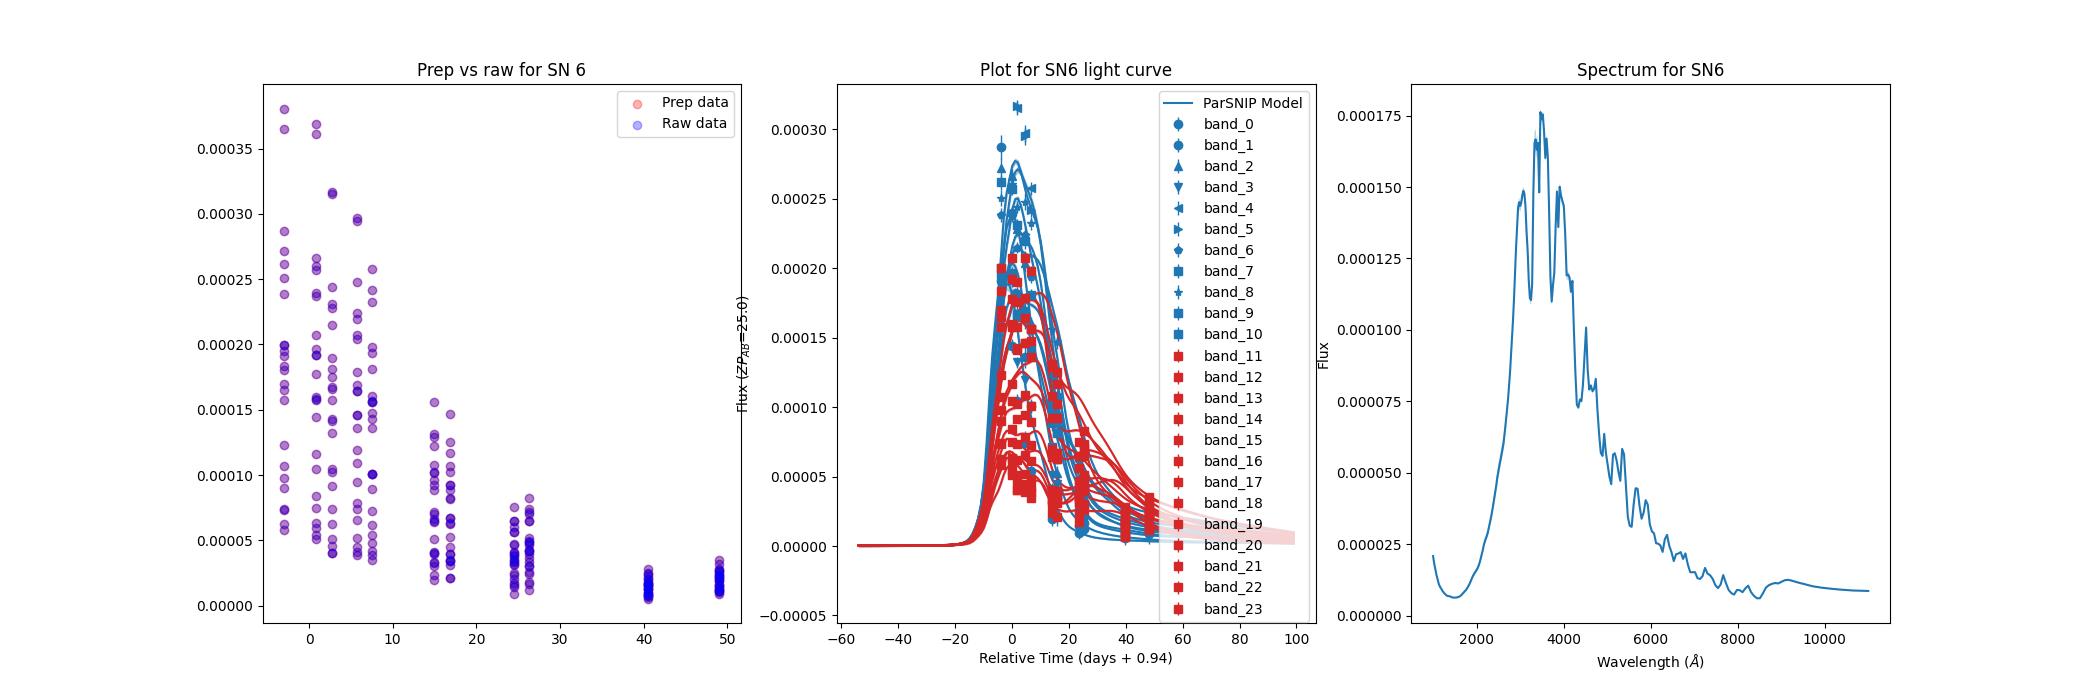 Prep vs raw for SN 6
Prep data
Raw data
0.00035
0.00030
0.00025
0.00020
0.00015
0.00010
0.00005
0.00000
0
10
20
30
40
50
Plot for SN6 light curve
Flux (ZP_AB=25.0)
0.00030
0.00025
0.00020
0.00015
0.00010
0.00005
0.00000
−0.00005
ParSNIP Model
band_0
band_1
band_2
band_3
band_4
band_5
band_6
band_7
band_8
band_9
band_10
band_11
band_12
band_13
band_14
band_15
band_16
band_17
band_18
band_19
band_20
band_21
band_22
band_23
−60
−40
−20
0
20
40
60
80
100
Relative Time (days + 0.94)
Spectrum for SN6
Flux
0.000175
0.000150
0.000125
0.000100
0.000075
0.000050
0.000025
0.000000
2000
4000
6000
8000
10000
Wavelength (Å)